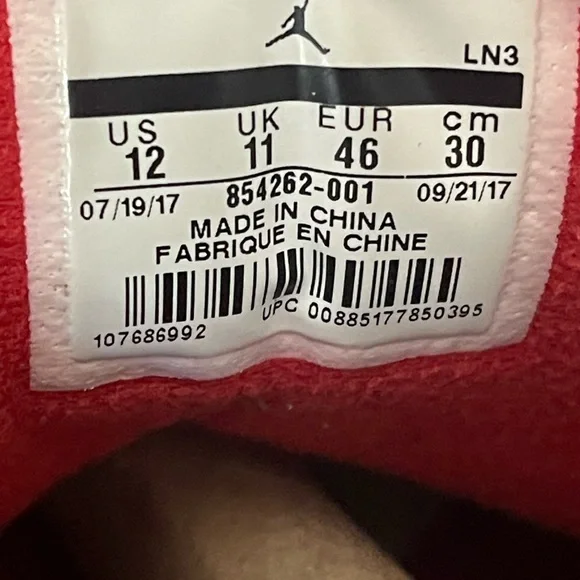 LN3
US UK EUR cm
12 11 46 30
07/19/17 854262-001 09/21/17
MADE IN CHINA
FABRIQUE EN CHINE
107686992 UPC 00885177850395